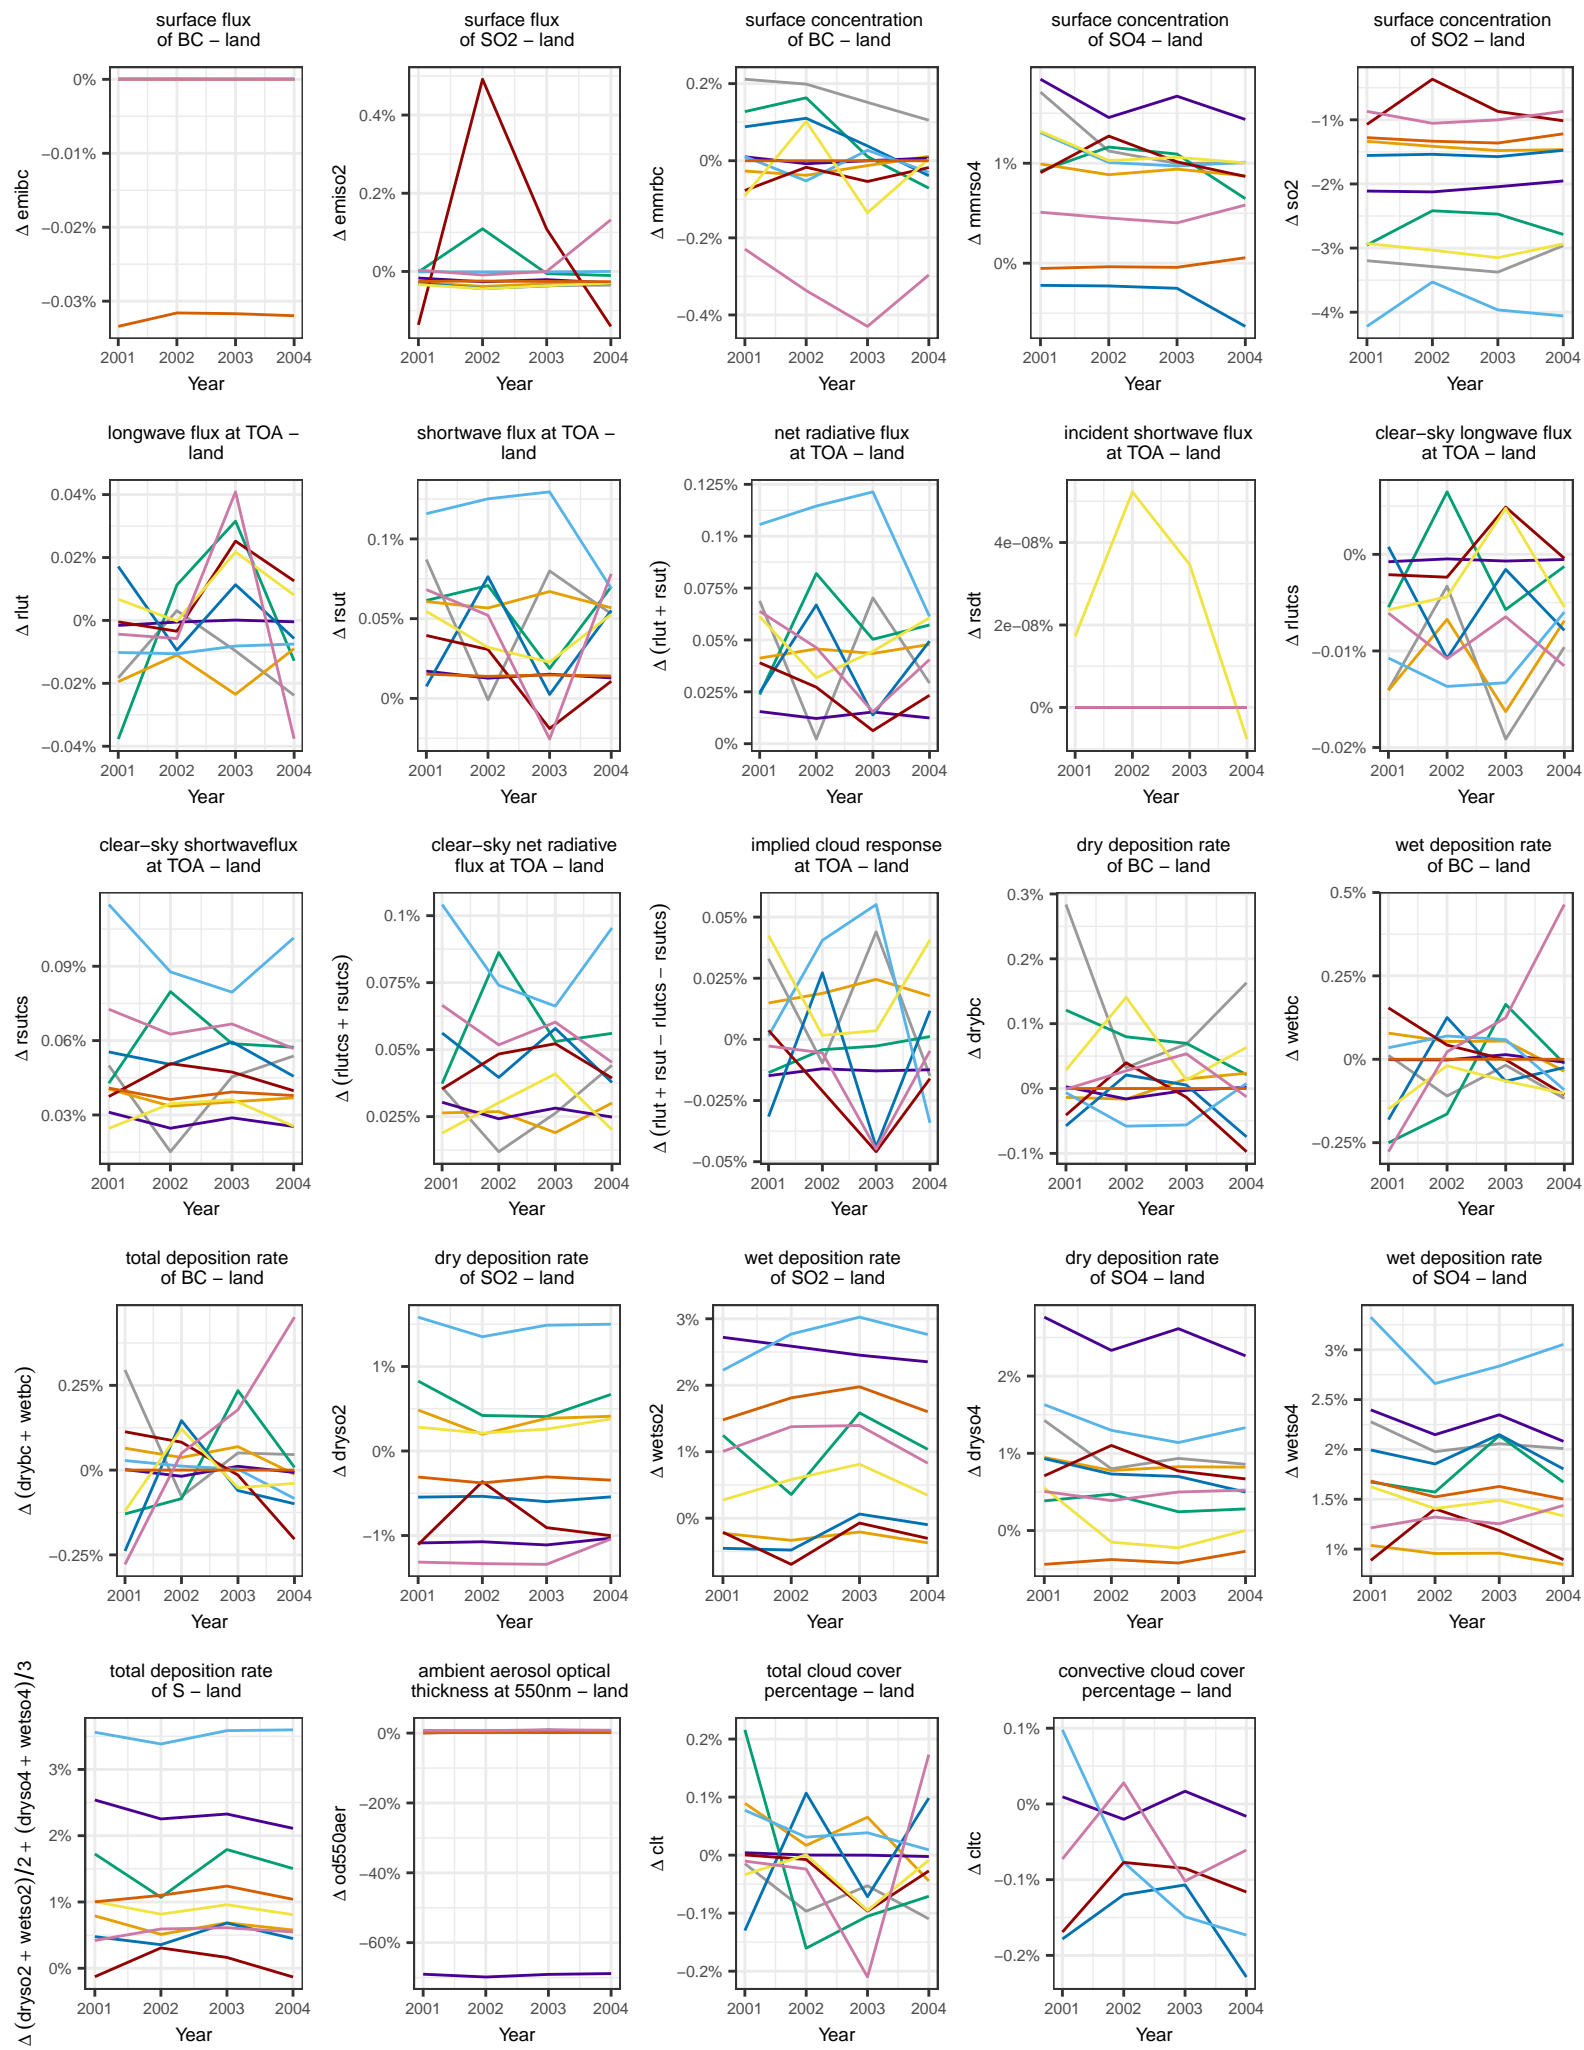 surface flux
of BC − land
Δ emibc
0%
−0.01%
−0.02%
−0.03%
2001 2002 2003 2004
Year
surface flux
of SO2 − land
Δ emiso2
0.4%
0.2%
0%
2001 2002 2003 2004
Year
surface concentration
of BC − land
Δ mmrbc
0.2%
0%
−0.2%
−0.4%
2001 2002 2003 2004
Year
surface concentration
of SO4 − land
Δ mmrso4
1%
0%
2001 2002 2003 2004
Year
surface concentration
of SO2 − land
Δ so2
−1%
−2%
−3%
−4%
2001 2002 2003 2004
Year
longwave flux at TOA −
land
Δ rlut
0.04%
0.02%
0%
−0.02%
−0.04%
2001 2002 2003 2004
Year
shortwave flux at TOA −
land
Δ rsut
0.1%
0.05%
0%
2001 2002 2003 2004
Year
net radiative flux
at TOA − land
Δ (rlut + rsut)
0.125%
0.1%
0.075%
0.05%
0.025%
0%
2001 2002 2003 2004
Year
incident shortwave flux
at TOA − land
Δ rsdt
4e−08%
2e−08%
0%
2001 2002 2003 2004
Year
clear−sky longwave flux
at TOA − land
Δ rlutcs
0%
−0.01%
−0.02%
2001 2002 2003 2004
Year
clear−sky shortwaveflux
at TOA − land
Δ rsutcs
0.09%
0.06%
0.03%
2001 2002 2003 2004
Year
clear−sky net radiative
flux at TOA − land
Δ (rlutcs + rsutcs)
0.1%
0.075%
0.05%
0.025%
2001 2002 2003 2004
Year
implied cloud response
at TOA − land
Δ (rlut + rsut − rlutcs − rsutcs)
0.05%
0.025%
0%
−0.025%
−0.05%
2001 2002 2003 2004
Year
dry deposition rate
of BC − land
Δ drybc
0.3%
0.2%
0.1%
0%
−0.1%
2001 2002 2003 2004
Year
wet deposition rate
of BC − land
Δ wetbc
0.5%
0.25%
0%
−0.25%
2001 2002 2003 2004
Year
total deposition rate
of BC − land
Δ (drybc + wetbc)
0.25%
0%
−0.25%
2001 2002 2003 2004
Year
dry deposition rate
of SO2 − land
Δ dryso2
1%
0%
−1%
2001 2002 2003 2004
Year
wet deposition rate
of SO2 − land
Δ wetso2
3%
2%
1%
0%
2001 2002 2003 2004
Year
dry deposition rate
of SO4 − land
Δ dryso4
2%
1%
0%
2001 2002 2003 2004
Year
wet deposition rate
of SO4 − land
Δ wetso4
3%
2.5%
2%
1.5%
1%
2001 2002 2003 2004
Year
total deposition rate
of S − land
Δ (dryso2 + wetso2)/2 + (dryso4 + wetso4)/3
3%
2%
1%
0%
2001 2002 2003 2004
Year
ambient aerosol optical
thickness at 550nm − land
Δ od550aer
0%
−20%
−40%
−60%
2001 2002 2003 2004
Year
total cloud cover
percentage − land
Δ clt
0.2%
0.1%
0%
−0.1%
−0.2%
2001 2002 2003 2004
Year
convective cloud cover
percentage − land
Δ cltc
0.1%
0%
−0.1%
−0.2%
2001 2002 2003 2004
Year